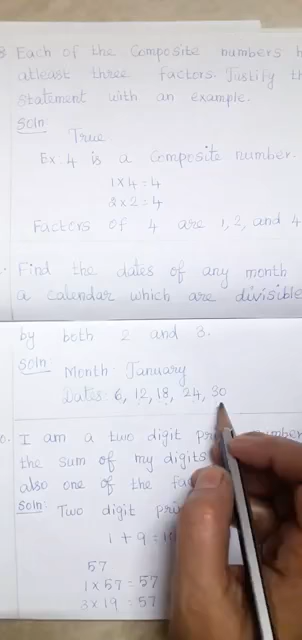 Each of the Composite numbers
atleast three factors. Justify
statement with an example.
Soln
True
Ex: 4 is a Composite number.
1 x 4 = 4
2 x 2 = 4
Factors of 4 are 1, 2, and 4
Find the dates of any month
a calendar which are divisible
by both 2 and 3.
Soln Month: January
Dates: 6, 12, 18, 24, 30
I am a two digit
the sum of my digits
also one of the
Soln: Two digit
1 + 9 =
57
1 x 57 = 57
3 x 19 = 57